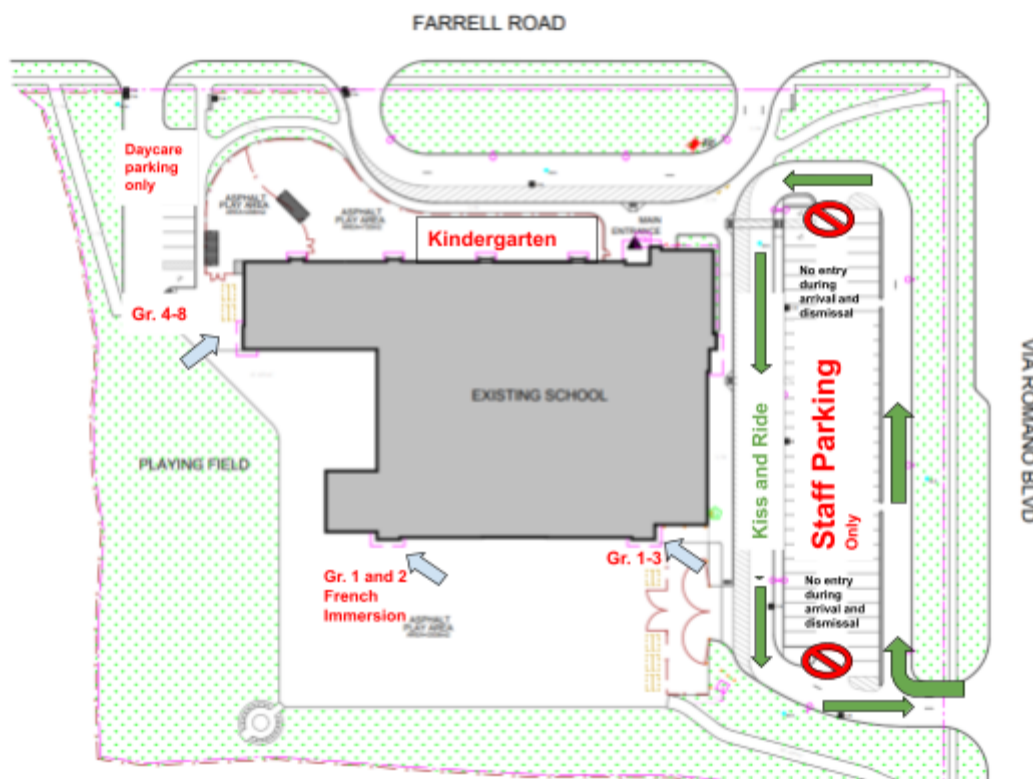 FARRELL ROAD
Daycare
parking
only
ASPHALT
PLAY AREA
ASPHALT
PLAY AREA
Kindergarten
MAIN
ENTRANCE
No entry
during
arrival and
dismissal
Gr. 4-8
EXISTING SCHOOL
Kiss and Ride
Staff Parking
Only
VIA ROMANO BLVD
PLAYING FIELD
Gr. 1-3
Gr. 1 and 2
French
Immersion
ASPHALT
PLAY AREA
No entry
during
arrival and
dismissal